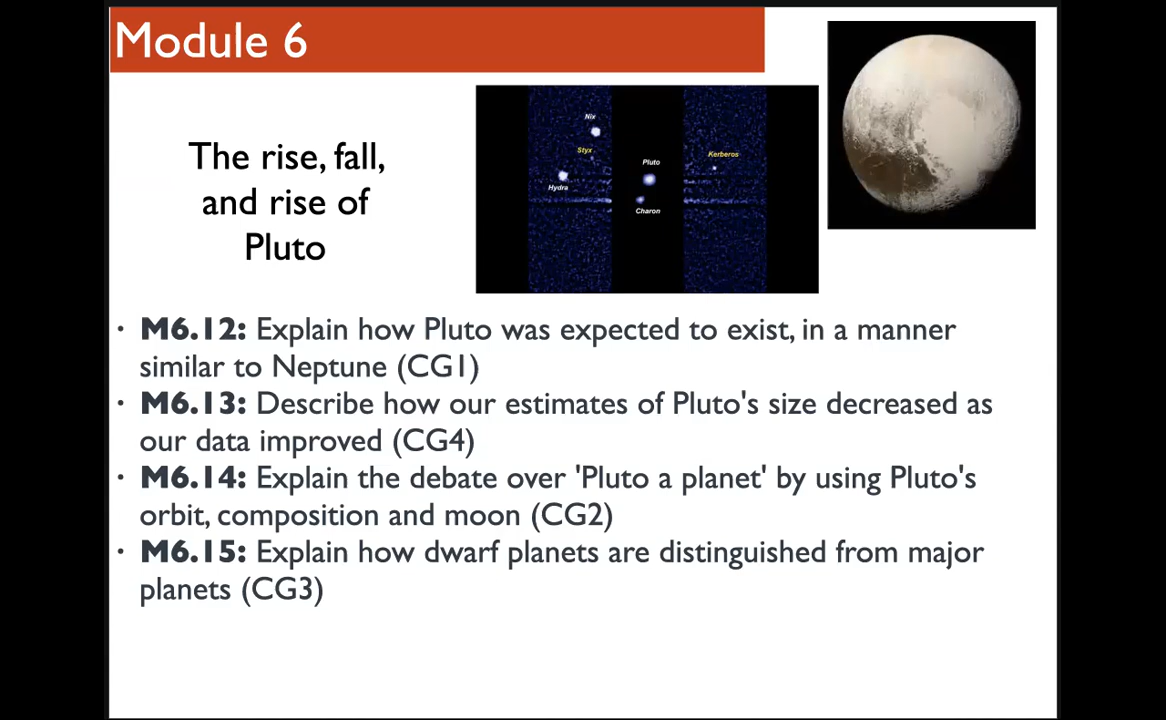 Module 6
The rise, fall,
and rise of
Pluto
Nix
Styx
Hydra
Pluto
Charon
Kerberos
• M6.12: Explain how Pluto was expected to exist, in a manner
similar to Neptune (CG1)
• M6.13: Describe how our estimates of Pluto's size decreased as
our data improved (CG4)
• M6.14: Explain the debate over 'Pluto a planet' by using Pluto's
orbit, composition and moon (CG2)
• M6.15: Explain how dwarf planets are distinguished from major
planets (CG3)